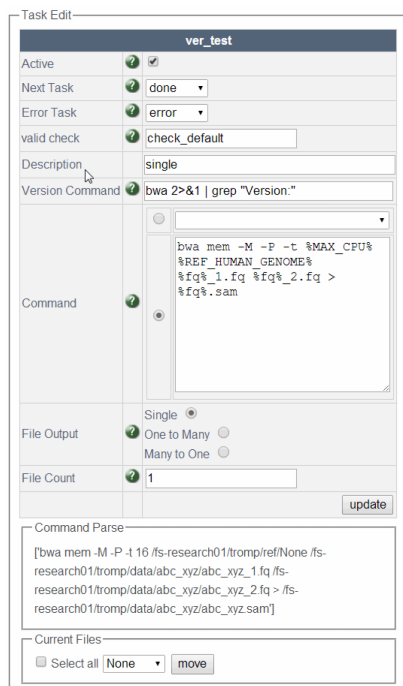 Task Edit
ver_test
Active
Next Task ? done
Error Task ? error
valid check ? check_default
Description single
Version Command ? bwa 2>&1 | grep "Version:"
bwa mem -M -P -t %MAX_CPU%
%REF_HUMAN_GENOME%
%fq%_1.fq %fq%_2.fq >
%fq%.sam
Command ?
Single
File Output ? One to Many
Many to One
File Count ? 1
update
Command Parse
['bwa mem -M -P -t 16 /fs-research01/tromp/ref/None /fs-
research01/tromp/data/abc_xyz/abc_xyz_1.fq /fs-
research01/tromp/data/abc_xyz/abc_xyz_2.fq > /fs-
research01/tromp/data/abc_xyz/abc_xyz.sam']
Current Files
Select all None move